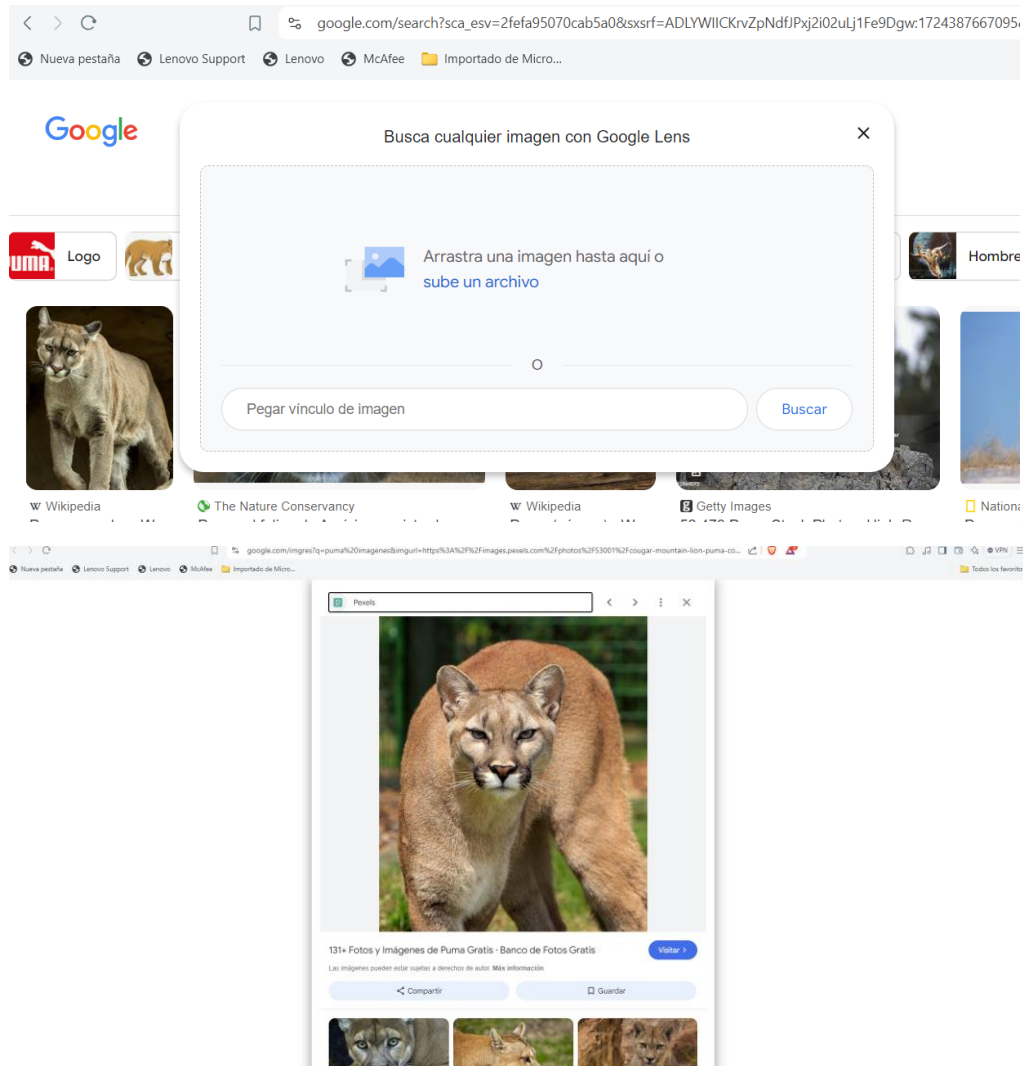 google.com/search?sca_esv=2fefa95070cab5a0&sxsrf=ADLYWIICKrvZpNdfJPxj2i02uLj1Fe9Dgw:1724387667095
Nueva pestaña Lenovo Support Lenovo McAfee Importado de Micro...
Google
Busca cualquier imagen con Google Lens
PUMA Logo
Hombre
Arrastra una imagen hasta aquí o
sube un archivo
O
Pegar vínculo de imagen
Buscar
Wikipedia
The Nature Conservancy
Wikipedia
Getty Images
google.com/imgres?q=puma%20imagenes&imgurl=https%3A%2F%2Fimages.pexels.com%2Fphotos%2F53001%2Fcougar-mountain-lion-puma-co...
VPN
Nueva pestaña Lenovo Support Lenovo McAfee Importado de Micro...
Todos los favorito
Pexels
131+ Fotos y Imágenes de Puma Gratis · Banco de Fotos Gratis
Visitar >
Las imágenes pueden estar sujetas a derechos de autor. Más información
Compartir
Guardar